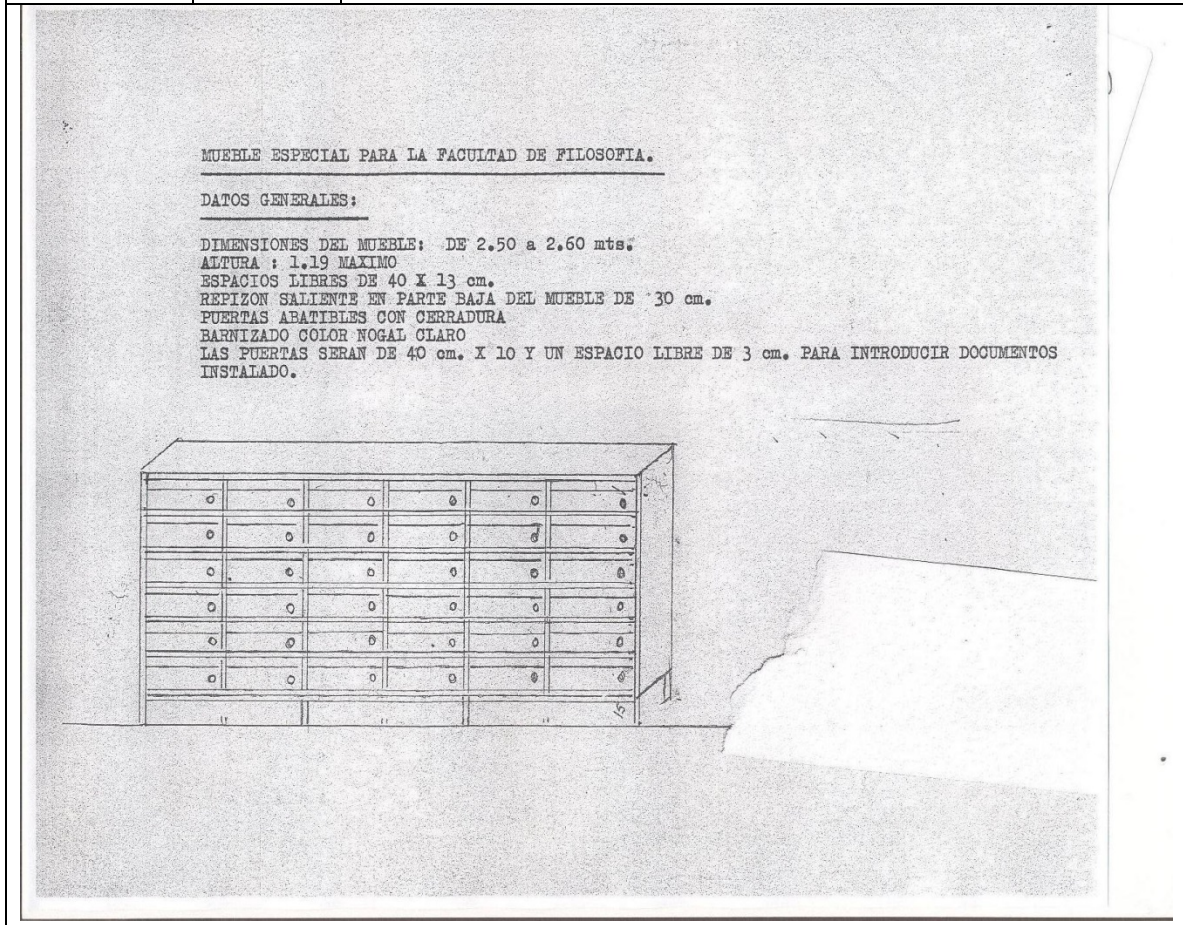 MUEBLE ESPECIAL PARA LA FACULTAD DE FILOSOFIA.
DATOS GENERALES:
DIMENSIONES DEL MUEBLE: DE 2.50 a 2.60 mts.
ALTURA : 1.19 MAXIMO
ESPACIOS LIBRES DE 40 X 13 cm.
REPIZON SALIENTE EN PARTE BAJA DEL MUEBLE DE 30 cm.
PUERTAS ABATIBLES CON CERRADURA
BARNIZADO COLOR NOGAL CLARO
LAS PUERTAS SERAN DE 40 cm. X 10 Y UN ESPACIO LIBRE DE 3 cm. PARA INTRODUCIR DOCUMENTOS
INSTALADO.
15